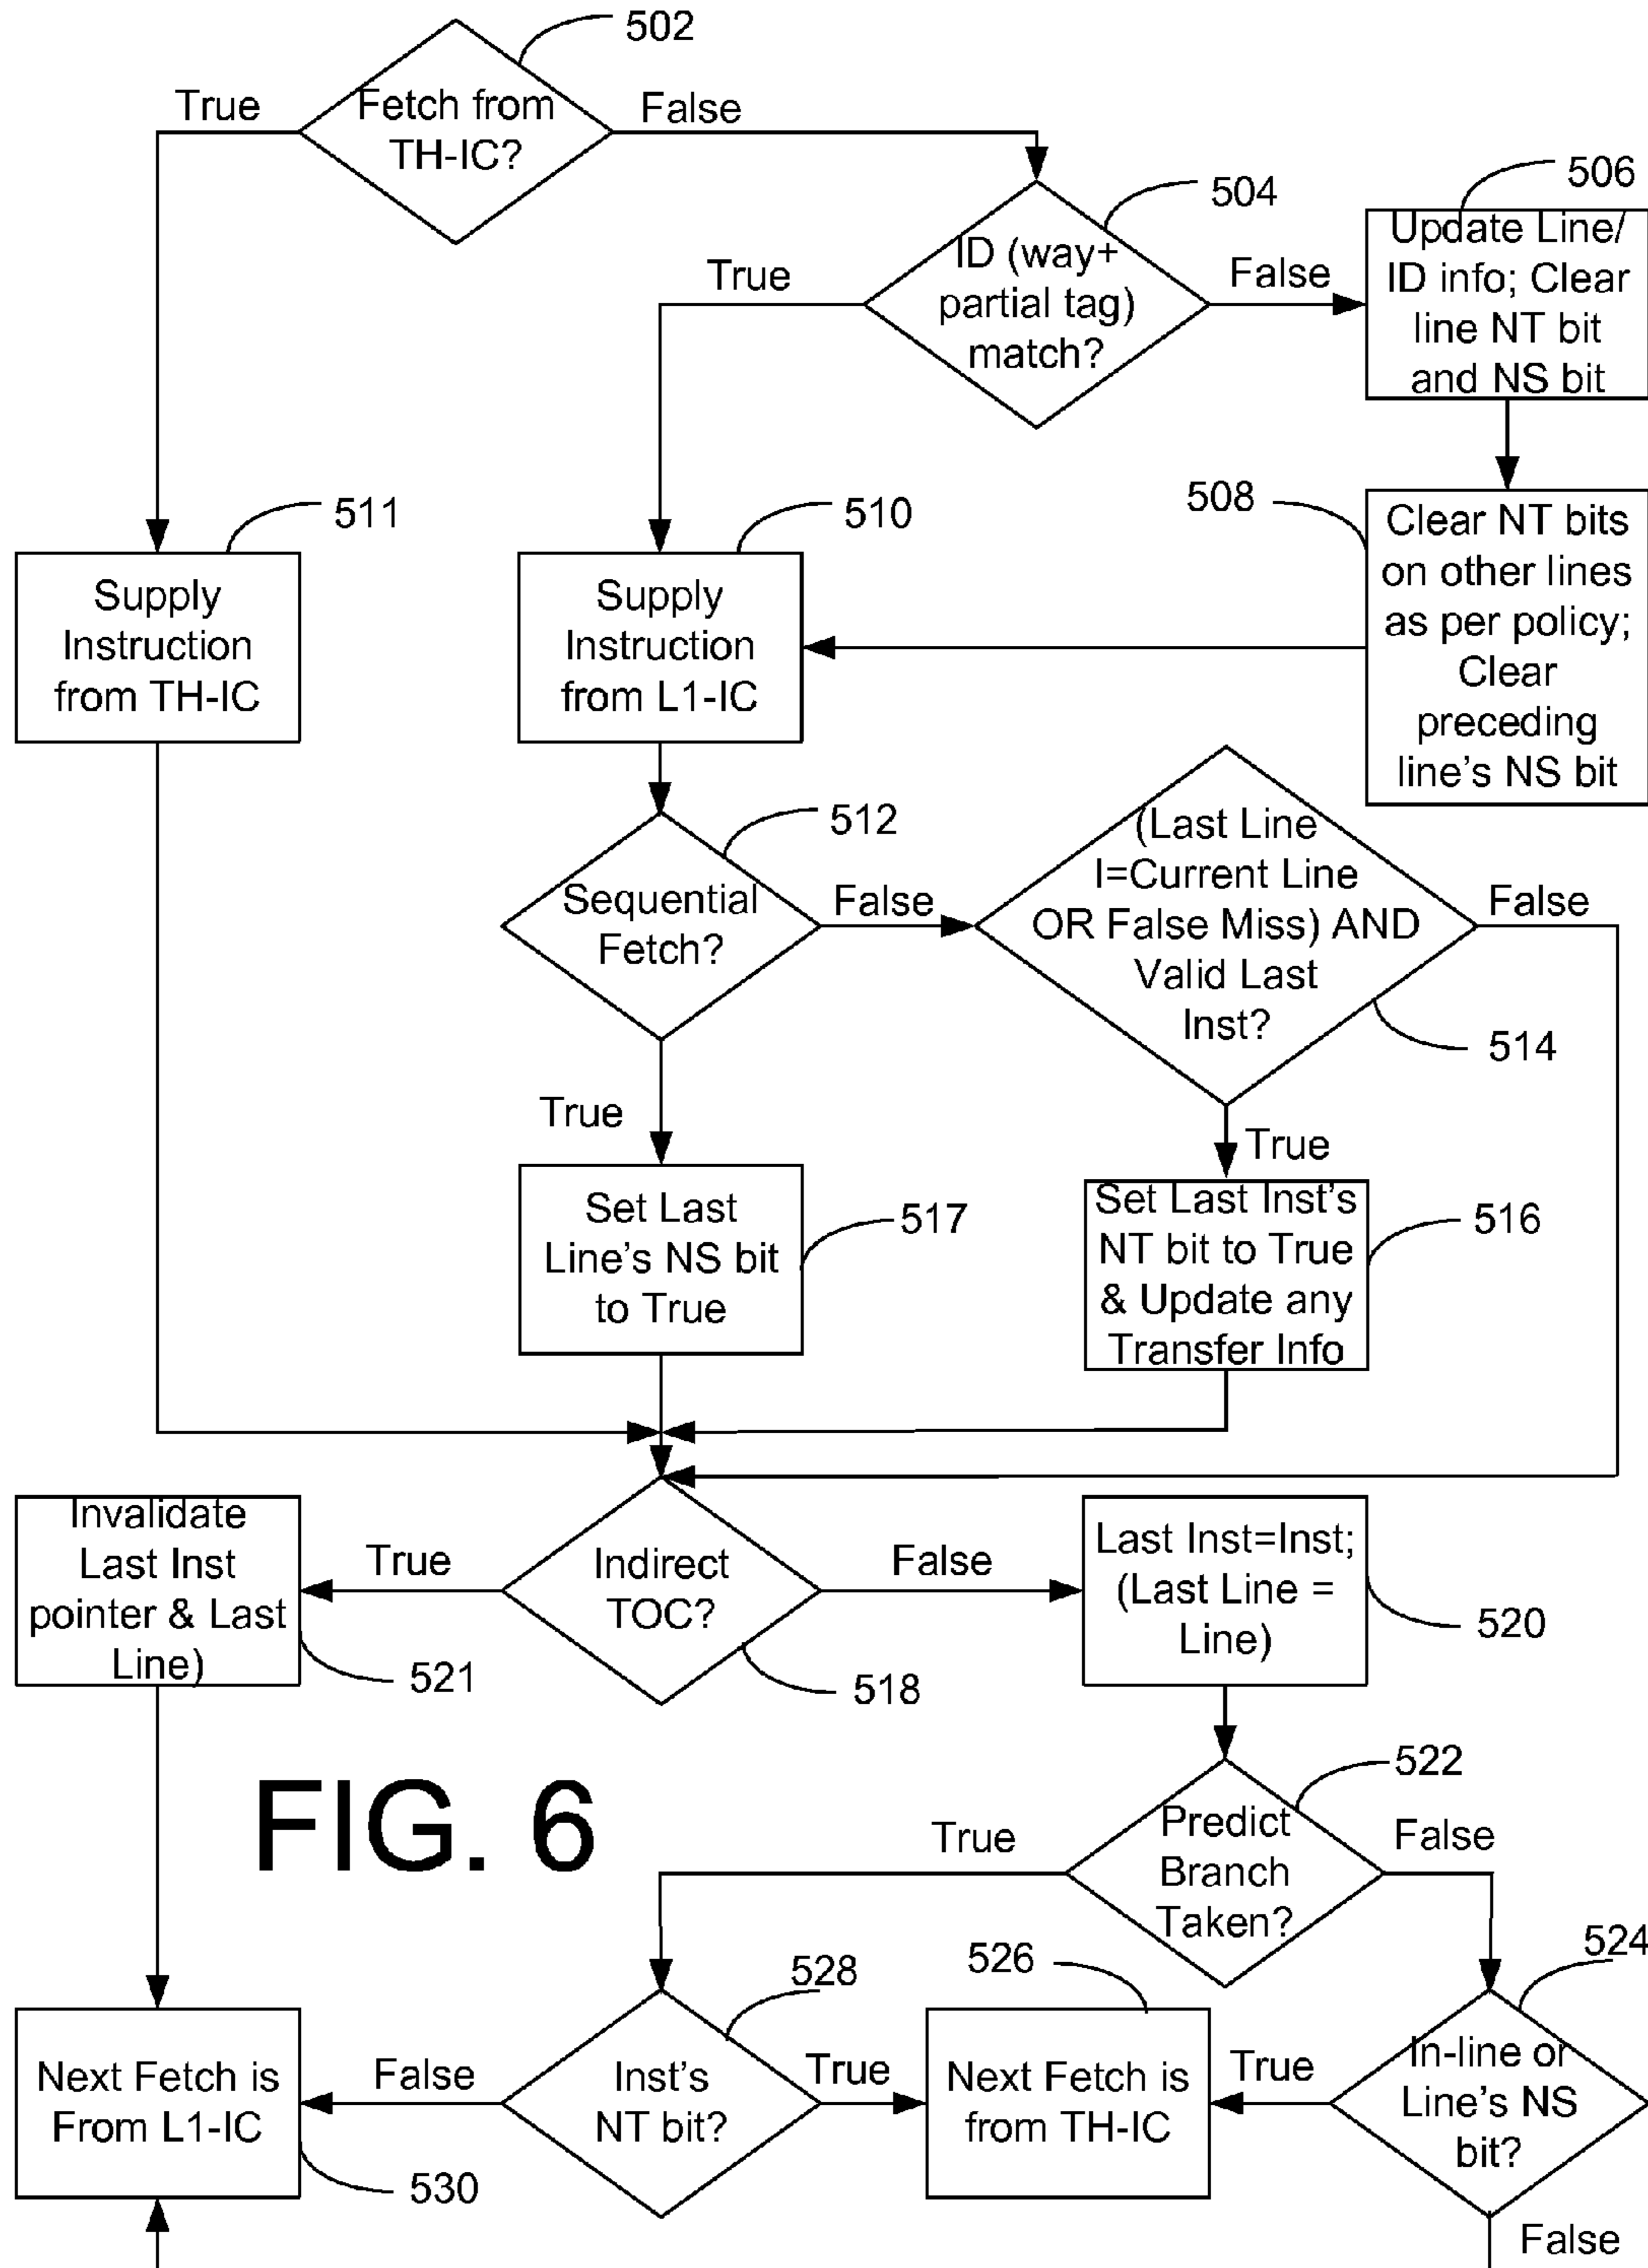 502
Fetch from
TH-IC?
True
False
504
ID (way+
partial tag)
match?
True
False
506
Update Line/
ID info; Clear
line NT bit
and NS bit
508
Clear NT bits
on other lines
as per policy;
Clear
preceding
line's NS bit
511
Supply
Instruction
from TH-IC
510
Supply
Instruction
from L1-IC
512
Sequential
Fetch?
False
True
(Last Line
I=Current Line
OR False Miss) AND
Valid Last
Inst?
False
514
True
Set Last
Line's NS bit
to True
517
Set Last Inst's
NT bit to True
& Update any
Transfer Info
516
Invalidate
Last Inst
pointer & Last
Line)
521
True
Indirect
TOC?
518
False
Last Inst=Inst;
(Last Line =
Line)
520
FIG. 6
522
Predict
Branch
Taken?
True
False
524
In-line or
Line's NS
bit?
True
False
526
Next Fetch is
from TH-IC
528
Inst's
NT bit?
True
False
Next Fetch is
From L1-IC
530